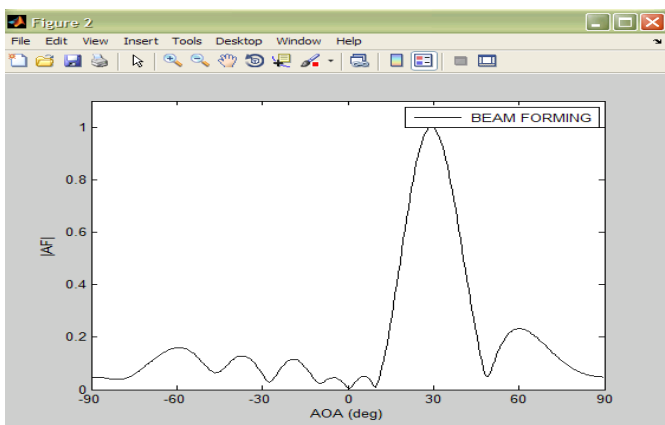 Figure 2
File Edit View Insert Tools Desktop Window Help
BEAM FORMING
1
0.8
0.6
0.4
0.2
0
|AF|
-90 -60 -30 0 30 60 90
AOA (deg)